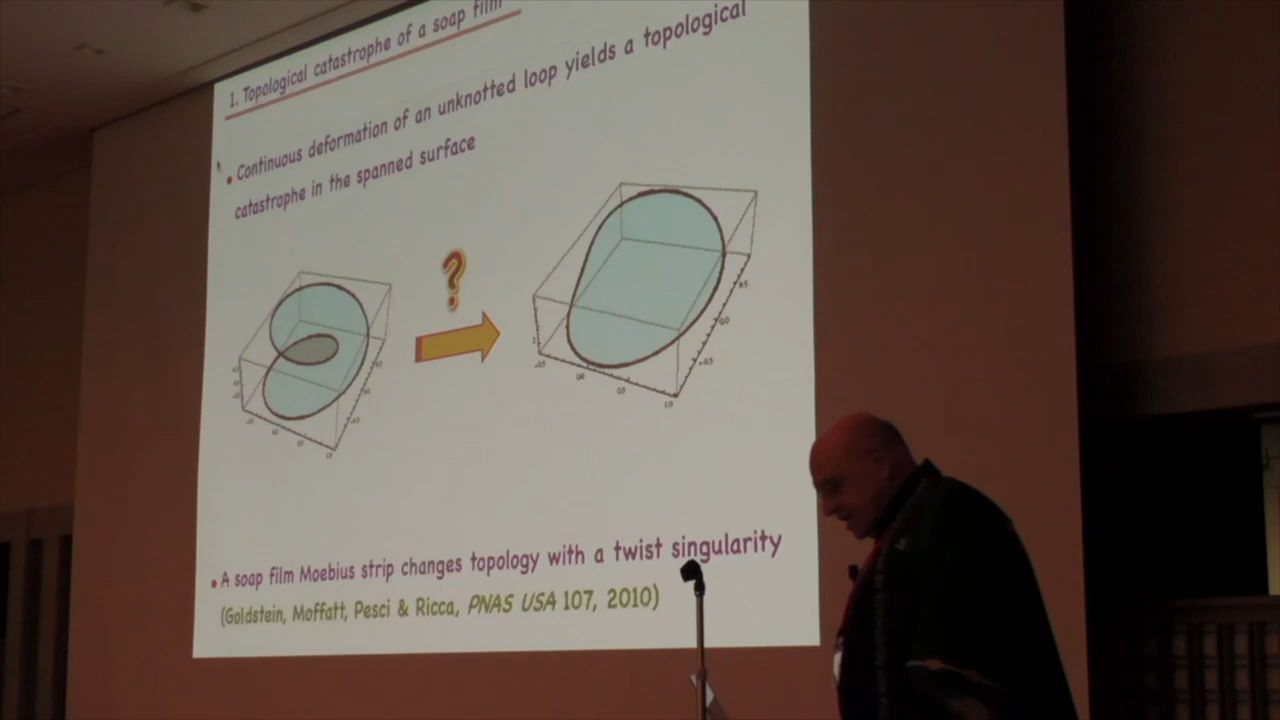 1. Topological catastrophe of a soap film
• Continuous deformation of an unknotted loop yields a topological
catastrophe in the spanned surface
?
• A soap film Moebius strip changes topology with a twist singularity
(Goldstein, Moffatt, Pesci & Ricca, PNAS USA 107, 2010)